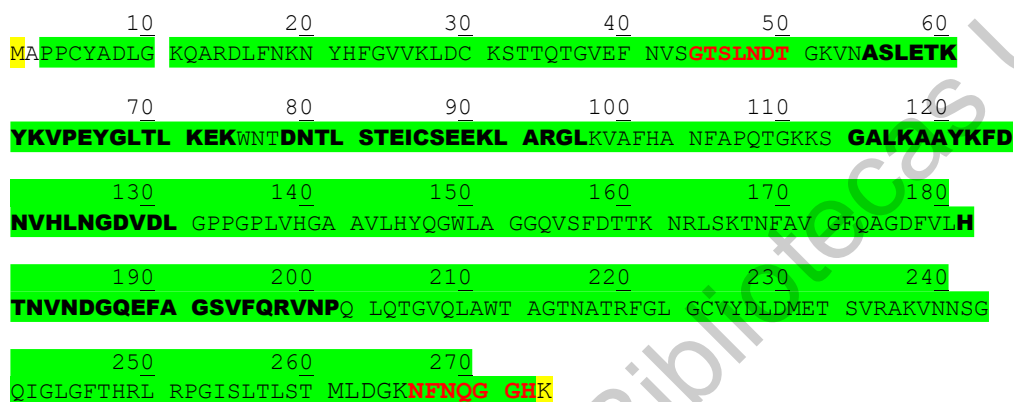 10 20 30 40 50 60
MAPPCYADLG KQARDLFNKN YHFGVVKLDC KSTTQTGVEF NVSGTSLNDT GKVNASLETK
70 80 90 100 110 120
YKVPEYGLTL KEKWNTDNTL STEICSEEKL ARGLKVAFHA NFAPQTGKKS GALKAAYKFD
130 140 150 160 170 180
NVHLNGDVDL GPPGPLVHGA AVLHYQGWLA GGQVSFDTTK NRLSKTNFAV GFQAGDFVLH
190 200 210 220 230 240
TNVNDGQEFA GSVFQRVNPQ LQTGVQLAWT AGTNATRFGL GCVYDLDMET SVRAKVNNSG
250 260 270
QIGLGFTHRL RPGISLTLST MLDGKNFNQG GHK
Bibliotecas